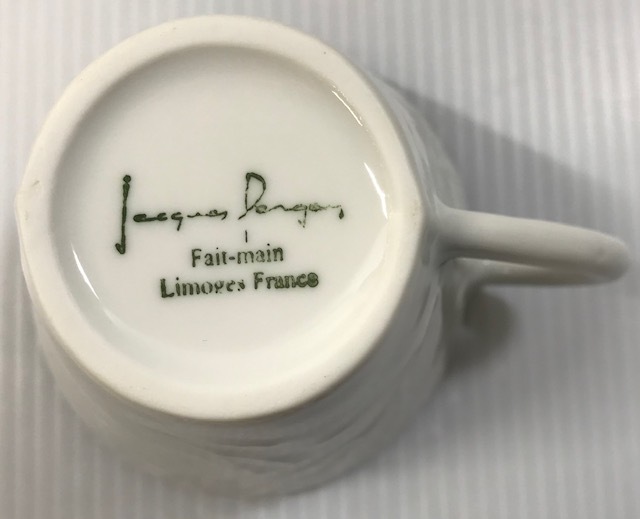 Jacques Pergay
Fait-main
Limoges France